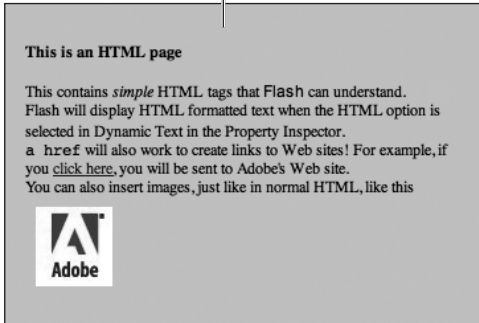 This is an HTML page
This contains simple HTML tags that Flash can understand.
Flash will display HTML formatted text when the HTML option is
selected in Dynamic Text in the Property Inspector.
a href will also work to create links to Web sites! For example, if
you click here, you will be sent to Adobe's Web site.
You can also insert images, just like in normal HTML, like this
Adobe